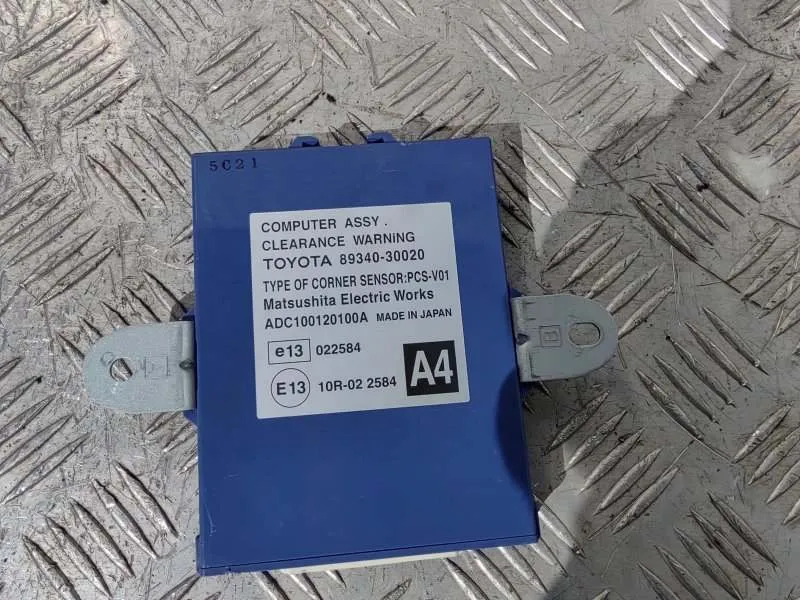 5C21
COMPUTER ASSY.
CLEARANCE WARNING
TOYOTA 89340-30020
TYPE OF CORNER SENSOR:PCS-V01
Matsushita Electric Works
ADC100120100A MADE IN JAPAN
e13 022584
E13 10R-02 2584 A4